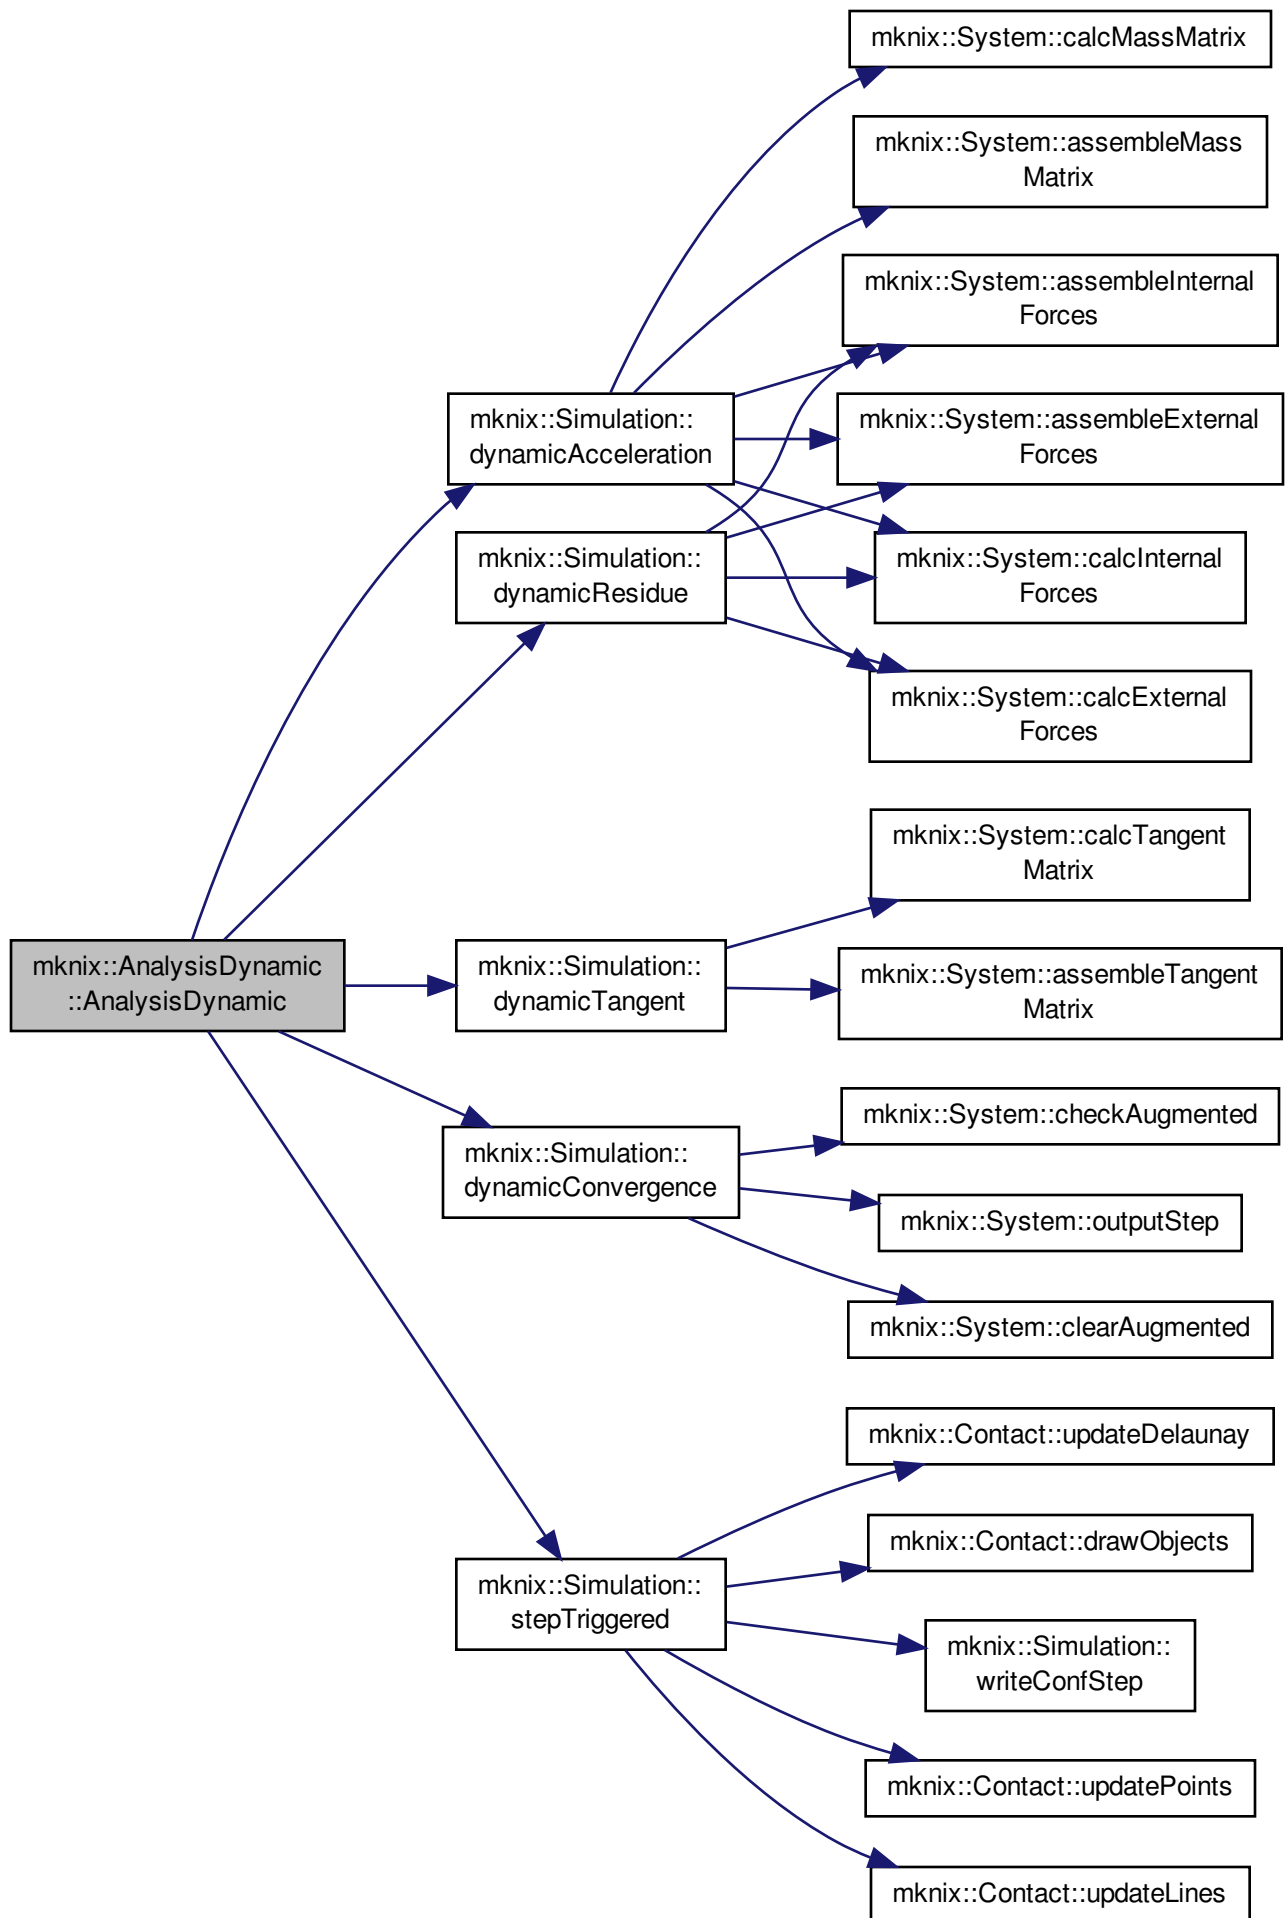 mknix::System::calcMassMatrix
mknix::System::assembleMass
Matrix
mknix::System::assembleInternal
Forces
mknix::Simulation::
dynamicAcceleration
mknix::System::assembleExternal
Forces
mknix::Simulation::
dynamicResidue
mknix::System::calcInternal
Forces
mknix::System::calcExternal
Forces
mknix::System::calcTangent
Matrix
mknix::AnalysisDynamic
::AnalysisDynamic
mknix::Simulation::
dynamicTangent
mknix::System::assembleTangent
Matrix
mknix::System::checkAugmented
mknix::Simulation::
dynamicConvergence
mknix::System::outputStep
mknix::System::clearAugmented
mknix::Contact::updateDelaunay
mknix::Contact::drawObjects
mknix::Simulation::
stepTriggered
mknix::Simulation::
writeConfStep
mknix::Contact::updatePoints
mknix::Contact::updateLines